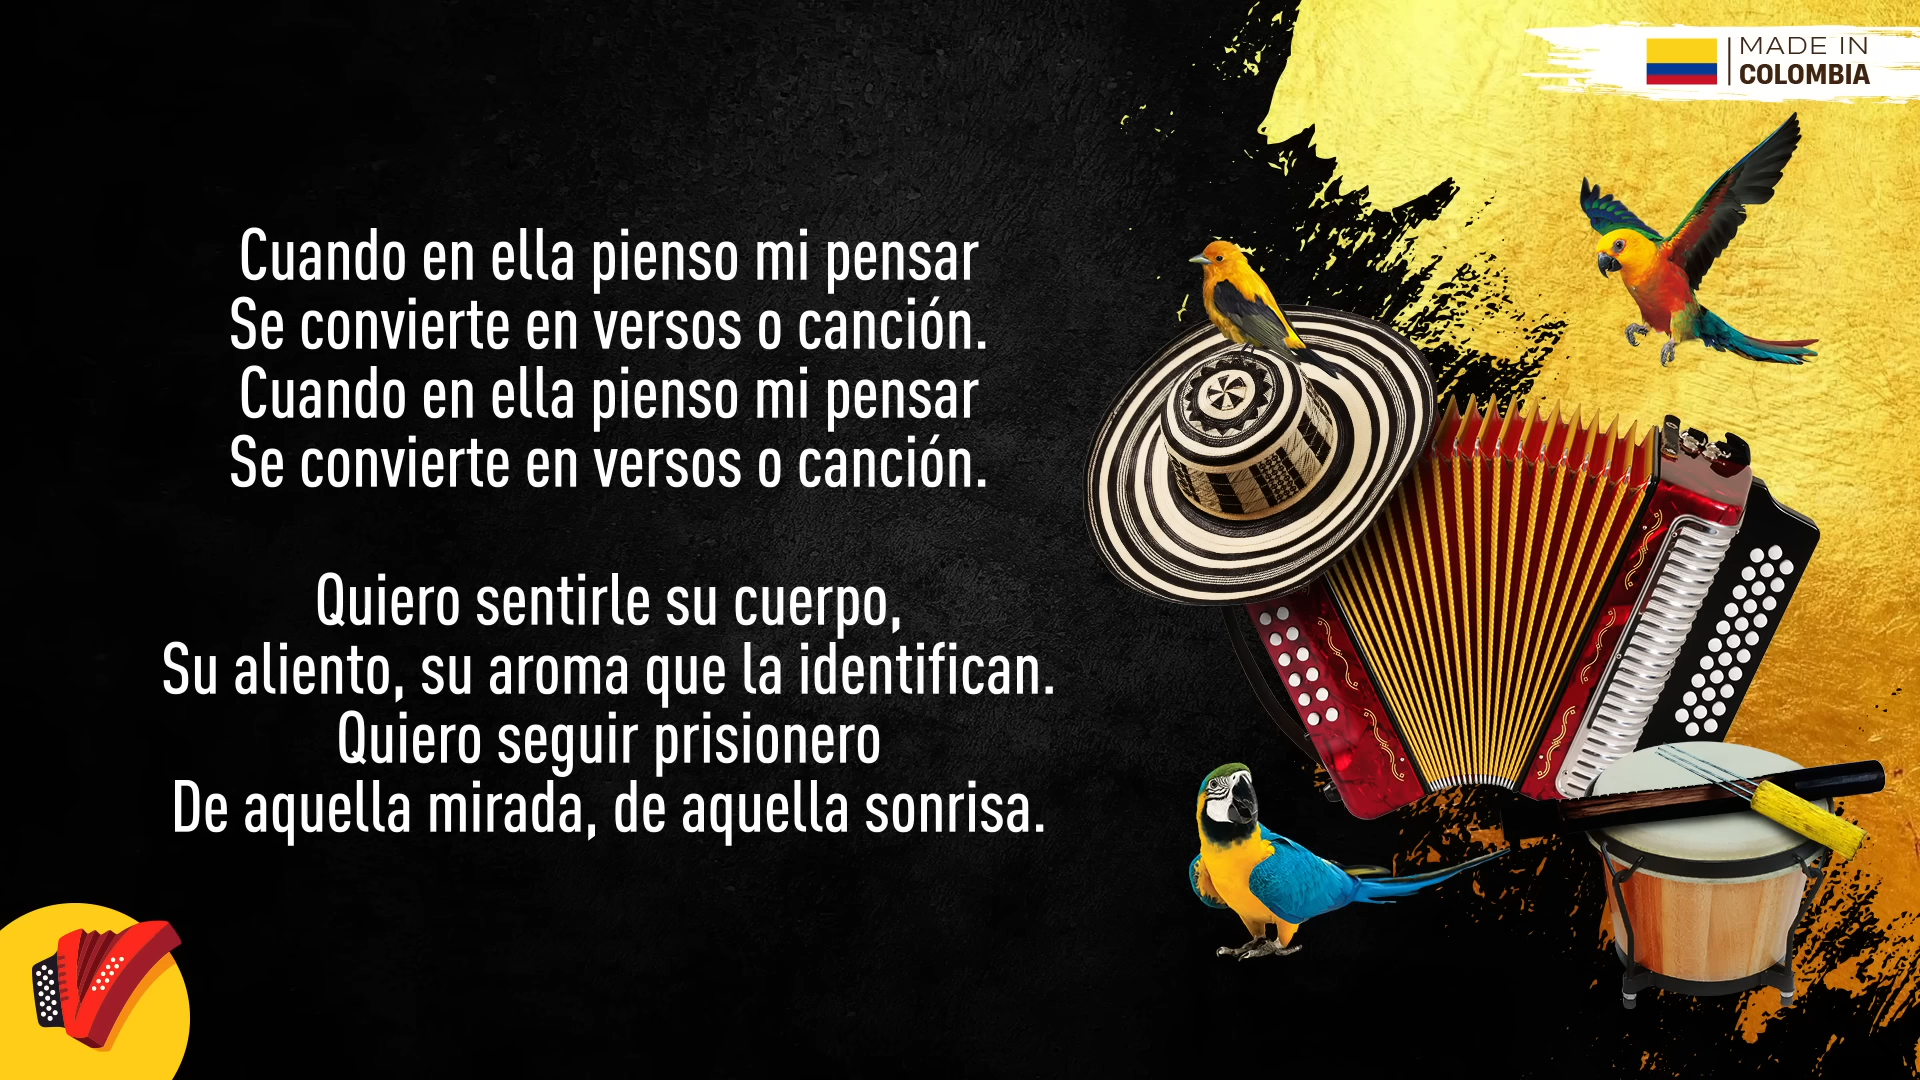 MADE IN
COLOMBIA
Cuando en ella pienso mi pensar
Se convierte en versos o canción.
Cuando en ella pienso mi pensar
Se convierte en versos o canción.
Quiero sentirle su cuerpo,
Su aliento, su aroma que la identifican.
Quiero seguir prisionero
De aquella mirada, de aquella sonrisa.